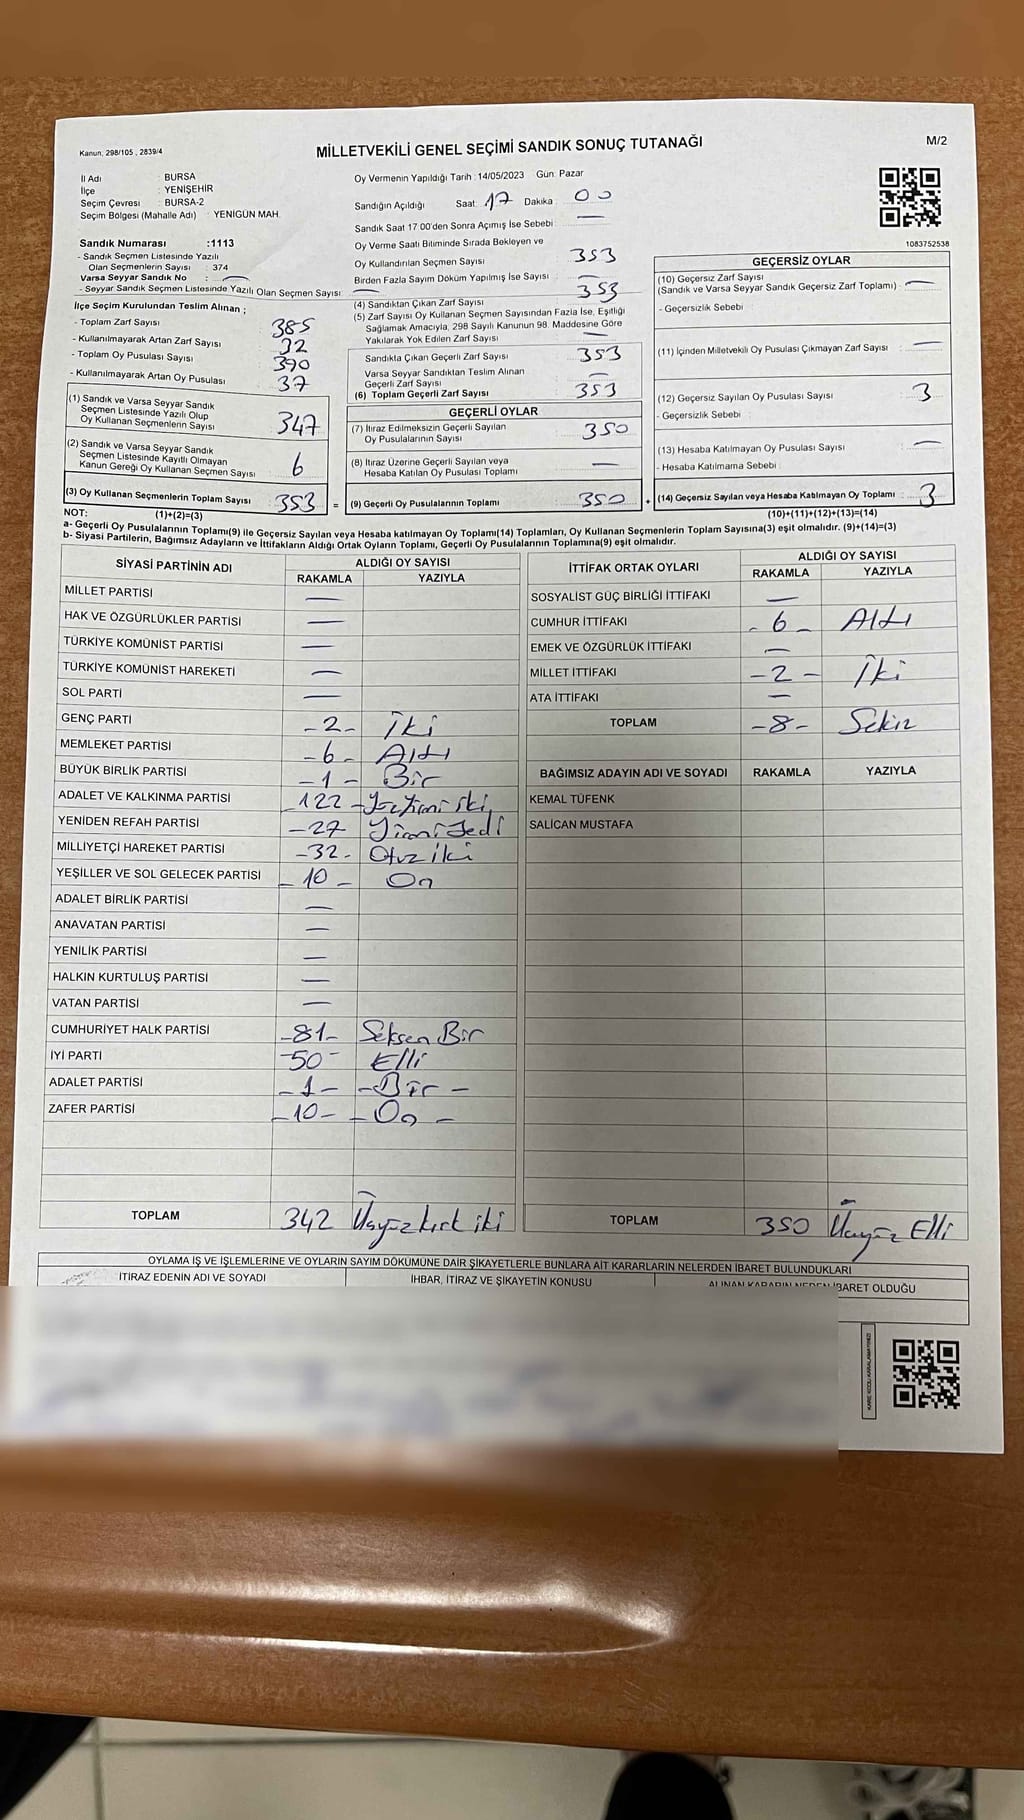 Kanun, 298/105 , 2839/4
MİLLETVEKİLİ GENEL SEÇİMİ SANDIK SONUÇ TUTANAĞI
M/2
İl Adı : BURSA
İlçe : YENİŞEHİR
Seçim Çevresi : BURSA-2
Seçim Bölgesi (Mahalle Adı) : YENİGÜN MAH.
Sandık Numarası :1113
- Sandık Seçmen Listesinde Yazılı
Olan Seçmenlerin Sayısı : 374
Varsa Seyyar Sandık No : —
- Seyyar Sandık Seçmen Listesinde Yazılı Olan Seçmen Sayısı : —
İlçe Seçim Kurulundan Teslim Alınan ;
- Toplam Zarf Sayısı 385
- Kullanılmayarak Artan Zarf Sayısı 32
- Toplam Oy Pusulası Sayısı 390
- Kullanılmayarak Artan Oy Pusulası 37
(1) Sandık ve Varsa Seyyar Sandık
Seçmen Listesinde Yazılı Olup
Oy Kullanan Seçmenlerin Sayısı 347
(2) Sandık ve Varsa Seyyar Sandık
Seçmen Listesinde Kayıtlı Olmayan
Kanun Gereği Oy Kullanan Seçmen Sayısı 6
(3) Oy Kullanan Seçmenlerin Toplam Sayısı 353 =
Oy Vermenin Yapıldığı Tarih : 14/05/2023 Gün: Pazar
Sandığın Açıldığı Saat: 17 Dakika : 00
Sandık Saat 17.00'den Sonra Açımış İse Sebebi : —
Oy Verme Saati Bitiminde Sırada Bekleyen ve
Oy Kullandırılan Seçmen Sayısı 353
Birden Fazla Sayım Döküm Yapılmış İse Sayısı : —
(4) Sandıktan Çıkan Zarf Sayısı 353
(5) Zarf Sayısı Oy Kullanan Seçmen Sayısından Fazla İse, Eşitliği
Sağlamak Amacıyla, 298 Sayılı Kanunun 98. Maddesine Göre
Yakılarak Yok Edilen Zarf Sayısı —
Sandıkla Çıkan Geçerli Zarf Sayısı 353
Varsa Seyyar Sandıktan Teslim Alınan
Geçerli Zarf Sayısı —
(6) Toplam Geçerli Zarf Sayısı 353
GEÇERLİ OYLAR
(7) İtiraz Edilmeksizin Geçerli Sayılan
Oy Pusulalarının Sayısı 350
(8) İtiraz Üzerine Geçerli Sayılan veya
Hesaba Katılan Oy Pusulası Toplamı —
(9) Geçerli Oy Pusulalarının Toplamı 350 +
1083752538
GEÇERSİZ OYLAR
(10) Geçersiz Zarf Sayısı
(Sandık ve Varsa Seyyar Sandık Geçersiz Zarf Toplamı) : —
- Geçersizlik Sebebi :
(11) İçinden Milletvekili Oy Pusulası Çıkmayan Zarf Sayısı : —
(12) Geçersiz Sayılan Oy Pusulası Sayısı : 3
- Geçersizlik Sebebi :
(13) Hesaba Katılmayan Oy Pusulası Sayısı : —
- Hesaba Katılmama Sebebi :
(14) Geçersiz Sayılan veya Hesaba Katılmayan Oy Toplamı : 3
NOT: (1)+(2)=(3)
(10)+(11)+(12)+(13)=(14)
a- Geçerli Oy Pusulalarının Toplamı(9) ile Geçersiz Sayılan veya Hesaba katılmayan Oy Toplamı(14) Toplamları, Oy Kullanan Seçmenlerin Toplam Sayısına(3) eşit olmalıdır. (9)+(14)=(3)
b- Siyasi Partilerin, Bağımsız Adayların ve İttifakların Aldığı Ortak Oyların Toplamı, Geçerli Oy Pusulalarının Toplamına(9) eşit olmalıdır.
SİYASİ PARTİNİN ADI ALDIĞI OY SAYISI
RAKAMLA YAZIYLA
MİLLET PARTİSİ —
HAK VE ÖZGÜRLÜKLER PARTİSİ —
TÜRKİYE KOMÜNİST PARTİSİ —
TÜRKİYE KOMÜNİST HAREKETİ —
SOL PARTİ —
GENÇ PARTİ -2- İki
MEMLEKET PARTİSİ -6- Altı
BÜYÜK BİRLİK PARTİSİ -1- Bir
ADALET VE KALKINMA PARTİSİ -122-
YENİDEN REFAH PARTİSİ -27 Yirmi Yedi
MİLLİYETÇİ HAREKET PARTİSİ -32- Otuz iki
YEŞİLLER VE SOL GELECEK PARTİSİ -10- On
ADALET BİRLİK PARTİSİ —
ANAVATAN PARTİSİ —
YENİLİK PARTİSİ —
HALKIN KURTULUŞ PARTİSİ —
VATAN PARTİSİ —
CUMHURİYET HALK PARTİSİ -81- Seksen Bir
İYİ PARTİ -50- Elli
ADALET PARTİSİ -1- -Bir-
ZAFER PARTİSİ -10- -On-
TOPLAM 342 Üçyüz kırk iki
İTTİFAK ORTAK OYLARI ALDIĞI OY SAYISI
RAKAMLA YAZIYLA
SOSYALİST GÜÇ BİRLİĞİ İTTİFAKI —
CUMHUR İTTİFAKI -6- Altı
EMEK VE ÖZGÜRLÜK İTTİFAKI —
MİLLET İTTİFAKI -2- İki
ATA İTTİFAKI —
TOPLAM -8- Sekiz
BAĞIMSIZ ADAYIN ADI VE SOYADI RAKAMLA YAZIYLA
KEMAL TÜFENK
SALİCAN MUSTAFA
TOPLAM 350 Üçyüz Elli
OYLAMA İŞ VE İŞLEMLERİNE VE OYLARIN SAYIM DÖKÜMÜNE DAİR ŞİKAYETLERLE BUNLARA AİT KARARLARIN NELERDEN İBARET BULUNDUKLARI
İTİRAZ EDENİN ADI VE SOYADI İHBAR, İTİRAZ VE ŞİKAYETİN KONUSU ALINAN KARARIN NEDEN İBARET OLDUĞU
KARE KODU KARALAMAYINIZ!